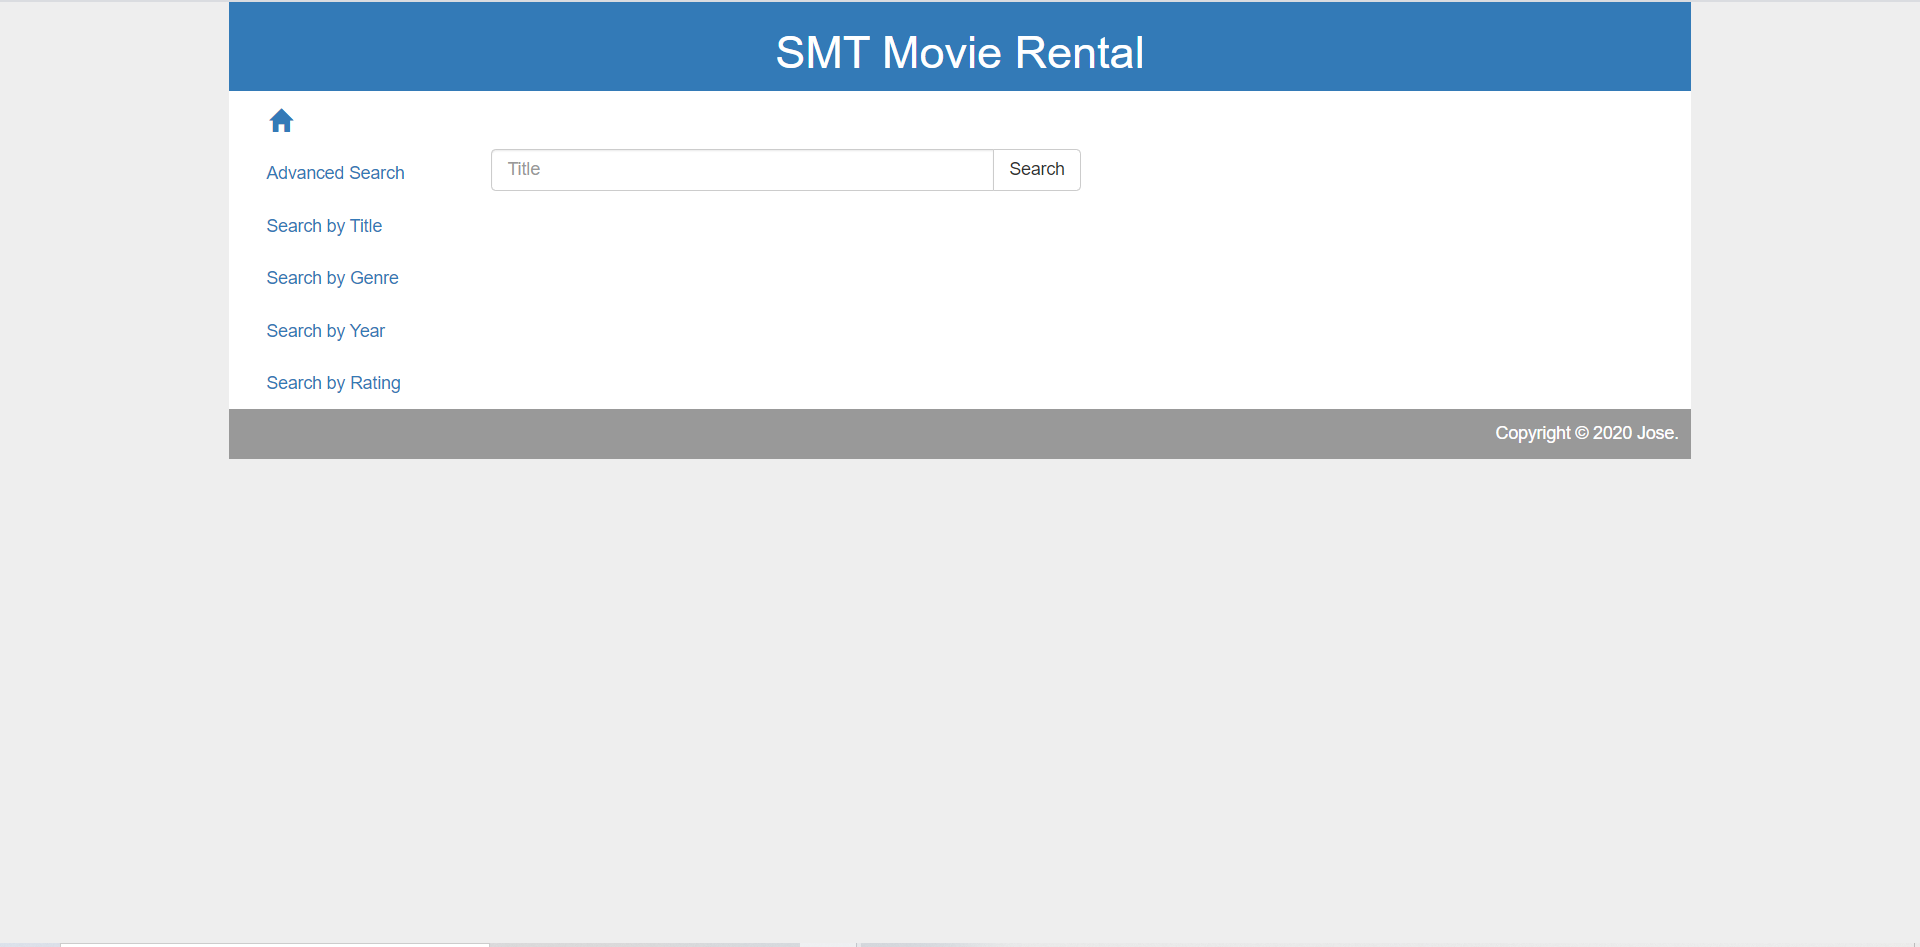 SMT Movie Rental
Advanced Search
Title
Search
Search by Title
Search by Genre
Search by Year
Search by Rating
Copyright © 2020 Jose.